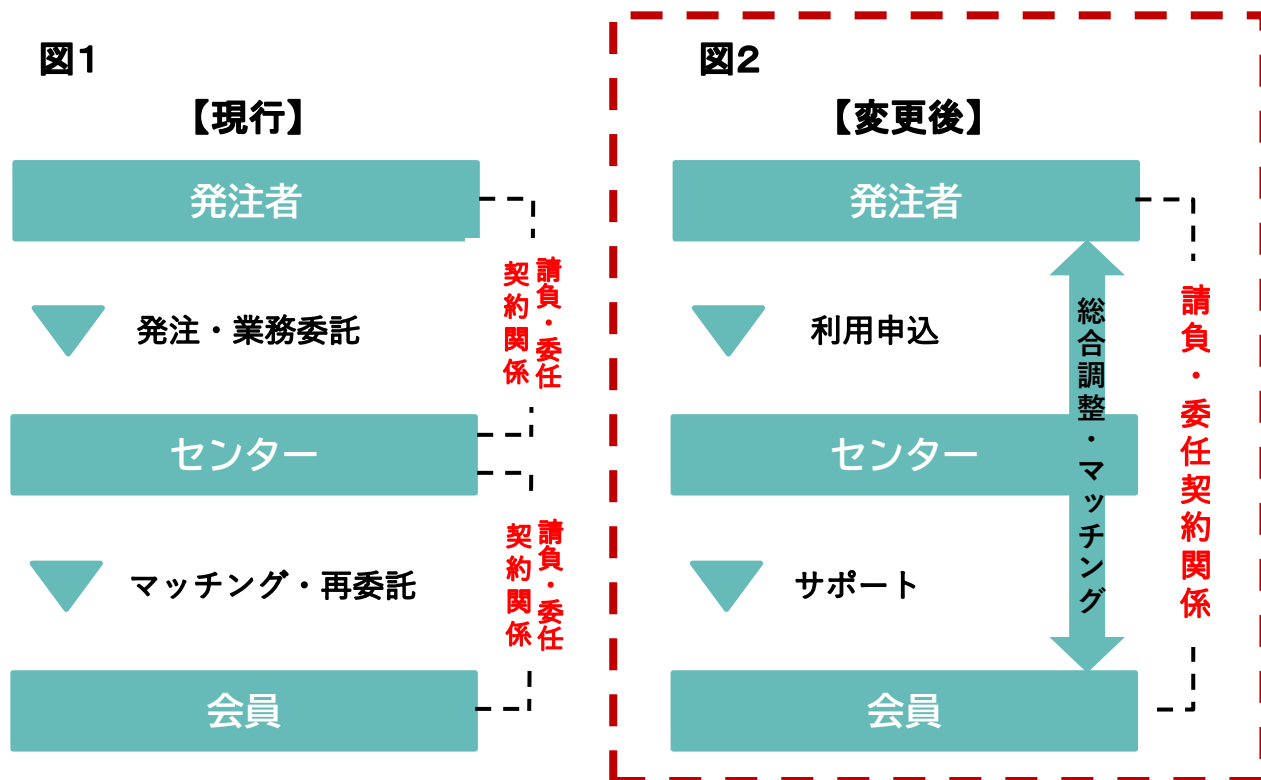 図1
【現行】
発注者
発注・業務委託
請負・委任
契約関係
センター
マッチング・再委託
請負・委任
契約関係
会員
図2
【変更後】
発注者
利用申込
総合調整・マッチング
請負・委任契約関係
センター
サポート
会員